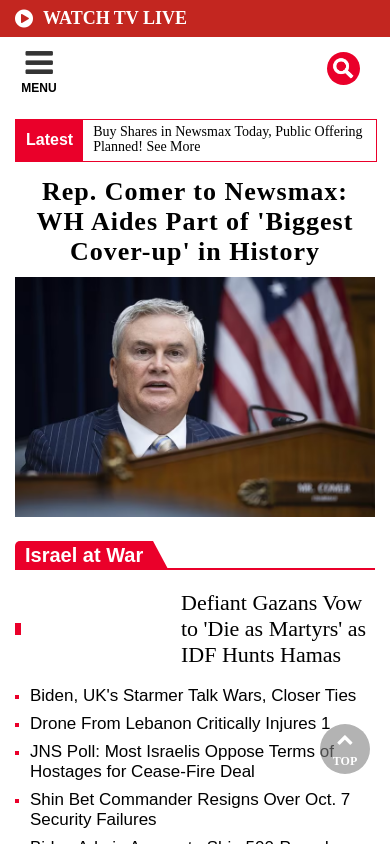 WATCH TV LIVE
MENU
Latest
Buy Shares in Newsmax Today, Public Offering
Planned! See More
Rep. Comer to Newsmax:
WH Aides Part of 'Biggest
Cover-up' in History
MR. COMER
Israel at War
Defiant Gazans Vow
to 'Die as Martyrs' as
IDF Hunts Hamas
Biden, UK's Starmer Talk Wars, Closer Ties
Drone From Lebanon Critically Injures 1
JNS Poll: Most Israelis Oppose Terms of
Hostages for Cease-Fire Deal
TOP
Shin Bet Commander Resigns Over Oct. 7
Security Failures